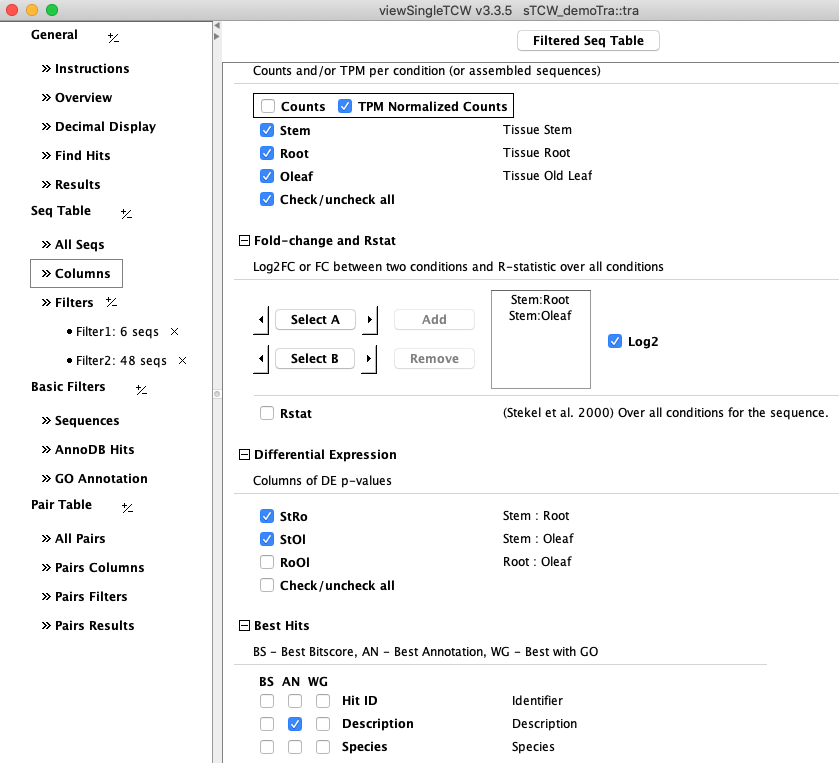 viewSingleTCW v3.3.5 sTCW_demoTra::tra
General +/-
» Instructions
» Overview
» Decimal Display
» Find Hits
» Results
Seq Table +/-
» All Seqs
» Columns
» Filters +/-
• Filter1: 6 seqs ×
• Filter2: 48 seqs ×
Basic Filters +/-
» Sequences
» AnnoDB Hits
» GO Annotation
Pair Table +/-
» All Pairs
» Pairs Columns
» Pairs Filters
» Pairs Results
Filtered Seq Table
Counts and/or TPM per condition (or assembled sequences)
Counts TPM Normalized Counts
Stem Tissue Stem
Root Tissue Root
Oleaf Tissue Old Leaf
Check/uncheck all
Fold-change and Rstat
Log2FC or FC between two conditions and R-statistic over all conditions
Select A Add
Select B Remove
Stem:Root
Stem:Oleaf
Log2
Rstat (Stekel et al. 2000) Over all conditions for the sequence.
Differential Expression
Columns of DE p-values
StRo Stem : Root
StOl Stem : Oleaf
RoOl Root : Oleaf
Check/uncheck all
Best Hits
BS - Best Bitscore, AN - Best Annotation, WG - Best with GO
BS AN WG
Hit ID Identifier
Description Description
Species Species